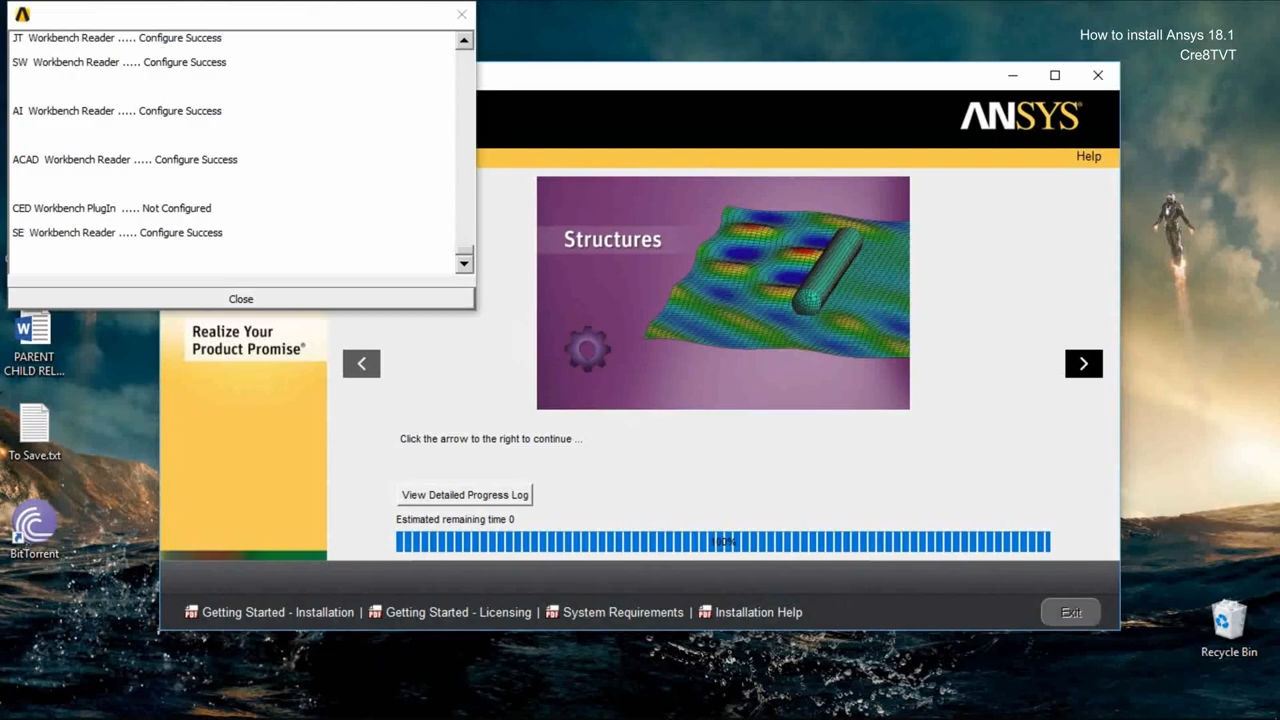 How to install Ansys 18.1
Cre8TVT
JT Workbench Reader ..... Configure Success
SW Workbench Reader ..... Configure Success
AI Workbench Reader ..... Configure Success
ACAD Workbench Reader ..... Configure Success
CED Workbench PlugIn ..... Not Configured
SE Workbench Reader ..... Configure Success
Close
ANSYS®
Help
Structures
Realize Your
Product Promise®
Click the arrow to the right to continue ...
View Detailed Progress Log
Estimated remaining time 0
100%
Getting Started - Installation | Getting Started - Licensing | System Requirements | Installation Help
Exit
PARENT
CHILD REL...
To Save.txt
BitTorrent
Recycle Bin